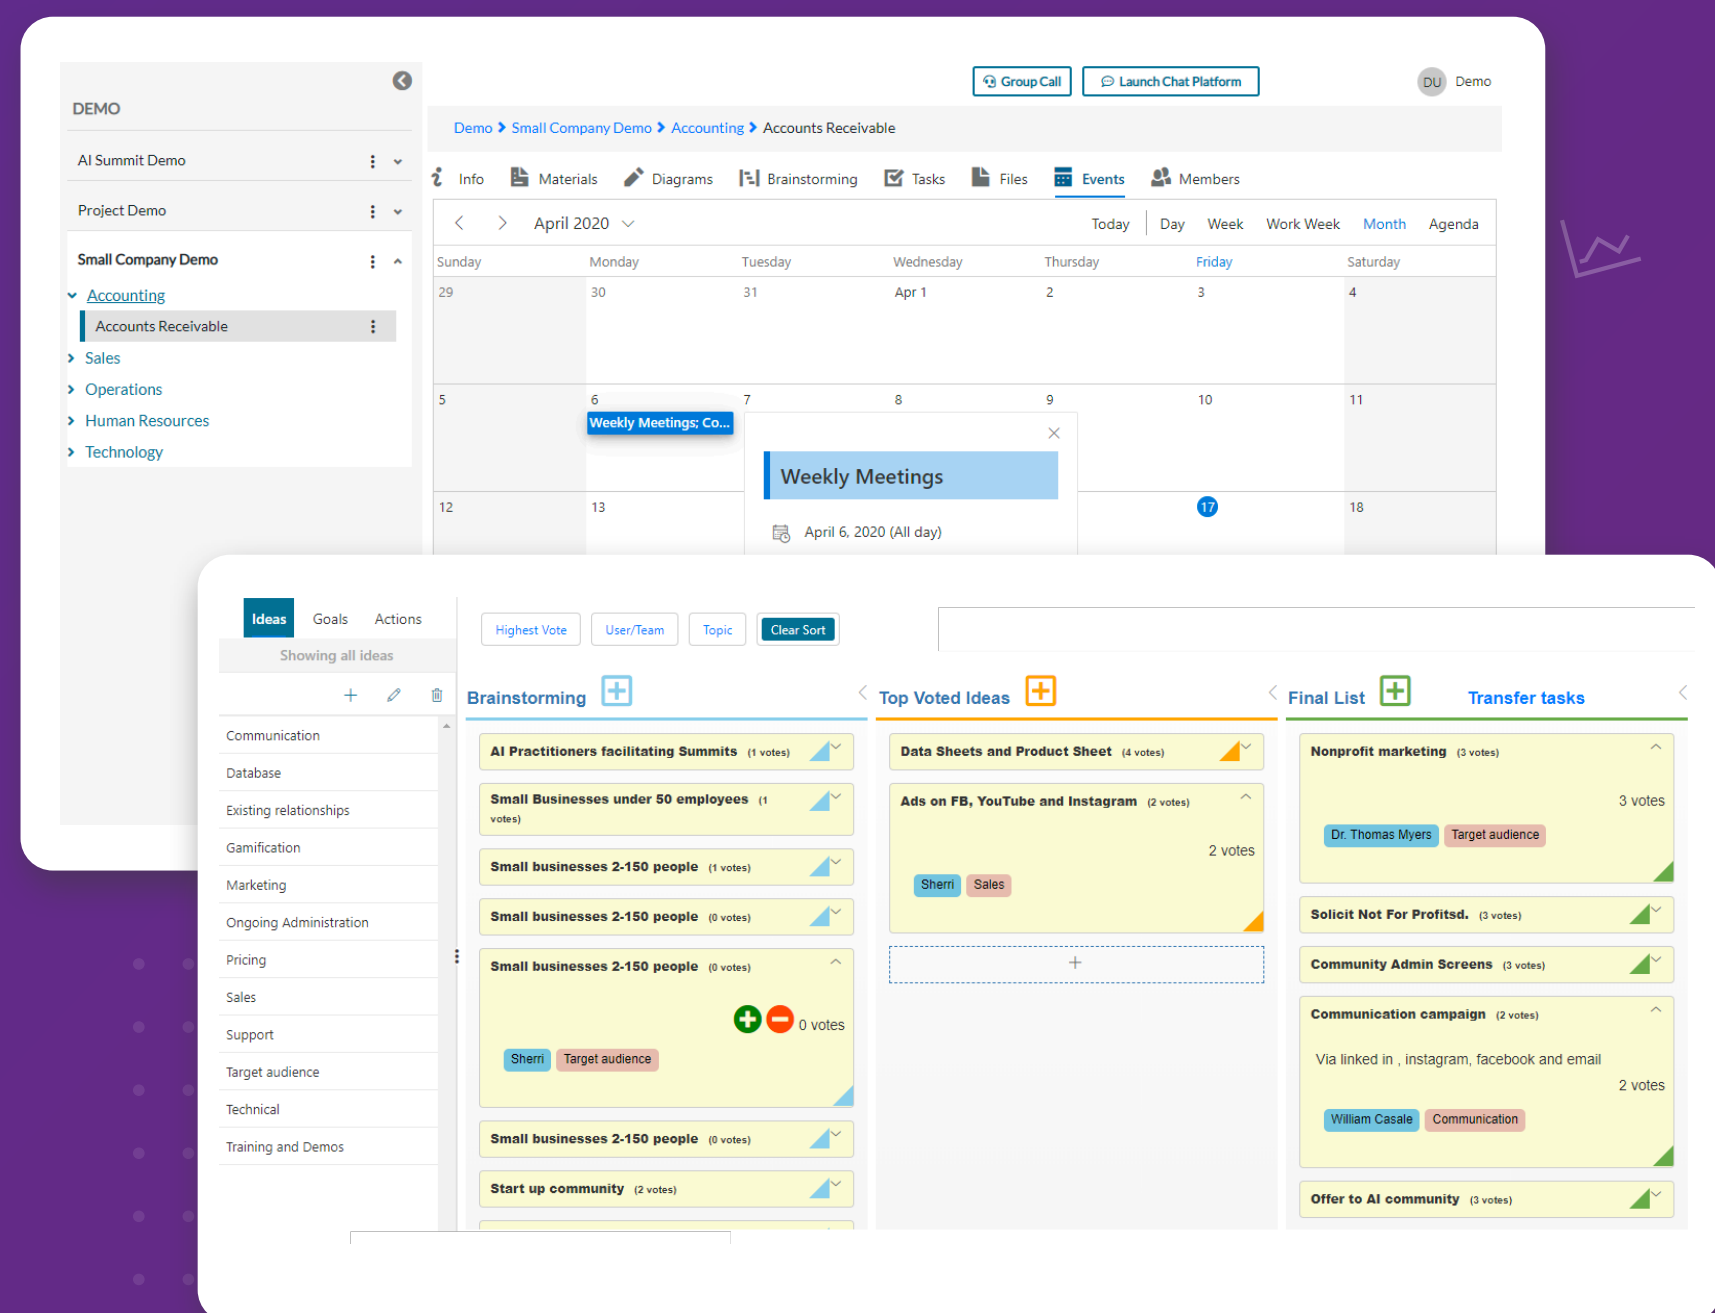 Group Call
Launch Chat Platform
DU Demo
DEMO
AI Summit Demo
Project Demo
Small Company Demo
Accounting
Accounts Receivable
Sales
Operations
Human Resources
Technology
Demo > Small Company Demo > Accounting > Accounts Receivable
Info Materials Diagrams Brainstorming Tasks Files Events Members
April 2020
Today Day Week Work Week Month Agenda
Sunday Monday Tuesday Wednesday Thursday Friday Saturday
29 30 31 Apr 1 2 3 4
5 6 7 8 9 10 11
Weekly Meetings; Co...
Weekly Meetings
April 6, 2020 (All day)
12 13 17 18
Ideas Goals Actions
Showing all ideas
Communication
Database
Existing relationships
Gamification
Marketing
Ongoing Administration
Pricing
Sales
Support
Target audience
Technical
Training and Demos
Highest Vote User/Team Topic Clear Sort
Brainstorming
AI Practitioners facilitating Summits (1 votes)
Small Businesses under 50 employees (1
votes)
Small businesses 2-150 people (1 votes)
Small businesses 2-150 people (0 votes)
Small businesses 2-150 people (0 votes)
0 votes
Sherri Target audience
Small businesses 2-150 people (0 votes)
Start up community (2 votes)
Top Voted Ideas
Data Sheets and Product Sheet (4 votes)
Ads on FB, YouTube and Instagram (2 votes)
2 votes
Sherri Sales
+
Final List Transfer tasks
Nonprofit marketing (3 votes)
3 votes
Dr. Thomas Myers Target audience
Solicit Not For Profitsd. (3 votes)
Community Admin Screens (3 votes)
Communication campaign (2 votes)
Via linked in , instagram, facebook and email
2 votes
William Casale Communication
Offer to AI community (3 votes)